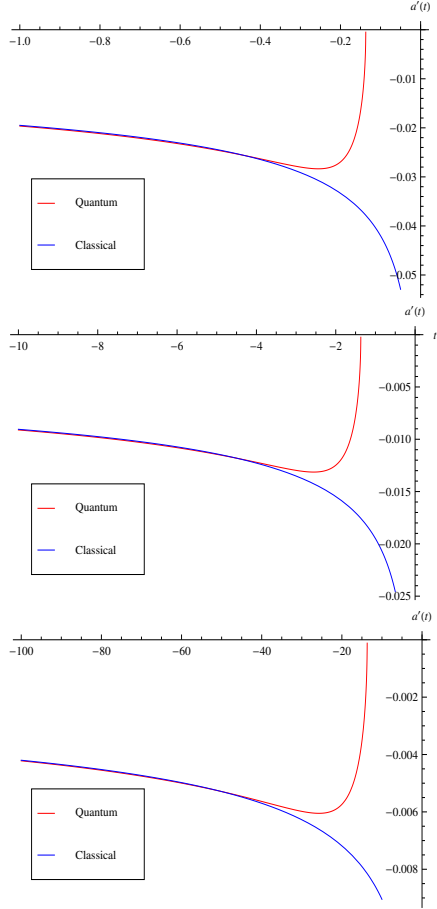 a′(t)
−1.0 −0.8 −0.6 −0.4 −0.2
−0.01
−0.02
−0.03
−0.04
−0.05
Quantum
Classical
a′(t)
−10 −8 −6 −4 −2 t
−0.005
−0.010
−0.015
−0.020
−0.025
Quantum
Classical
a′(t)
−100 −80 −60 −40 −20
−0.002
−0.004
−0.006
−0.008
Quantum
Classical